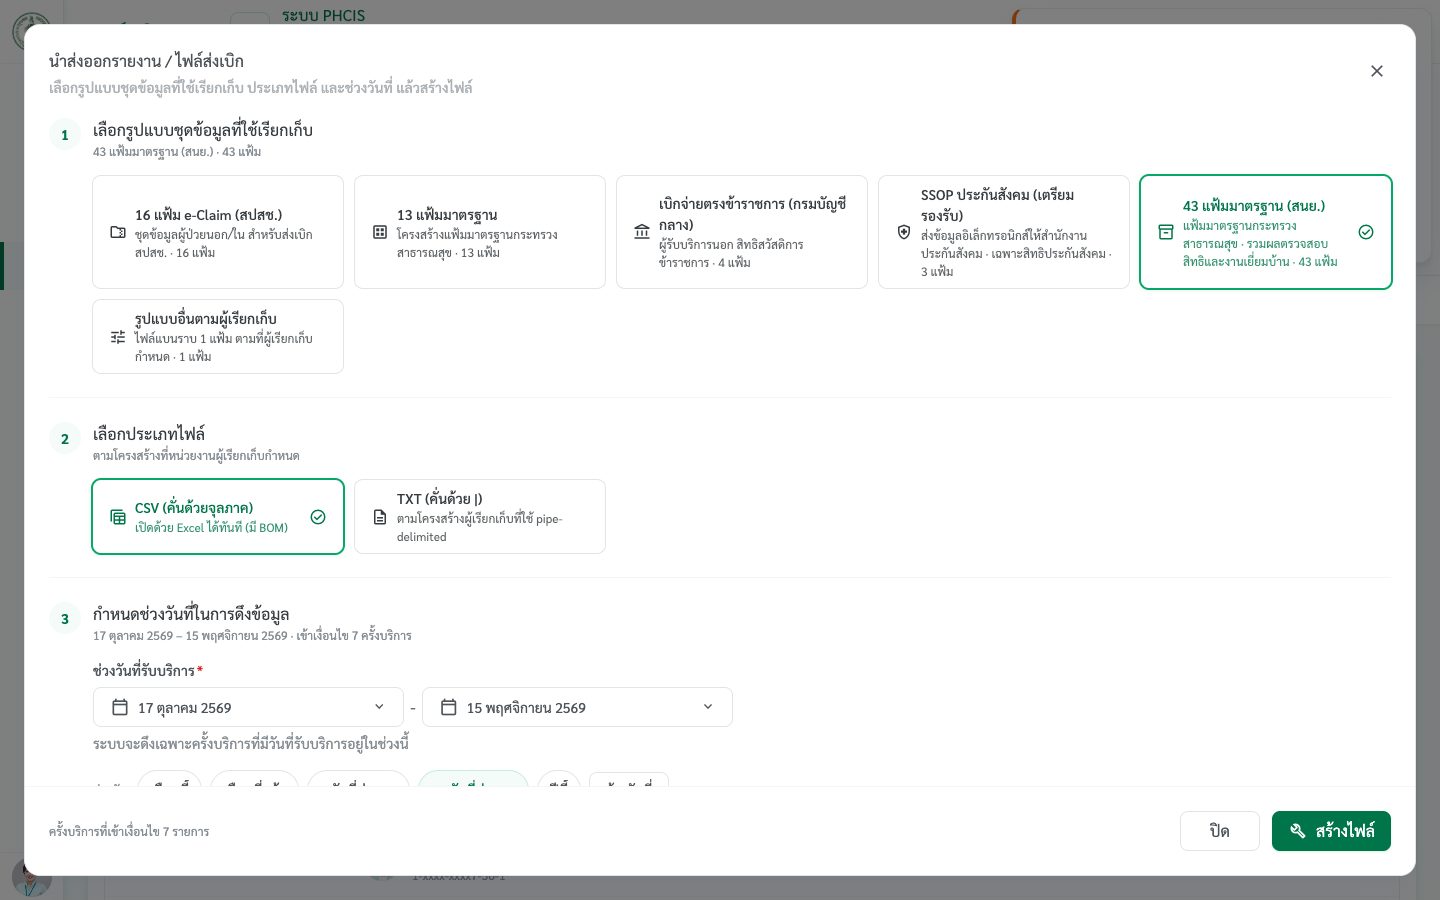 ระบบ PHCIS
นำส่งออกรายงาน / ไฟล์ส่งเบิก
เลือกรูปแบบชุดข้อมูลที่ใช้เรียกเก็บ ประเภทไฟล์ และช่วงวันที่ แล้วสร้างไฟล์
1
เลือกรูปแบบชุดข้อมูลที่ใช้เรียกเก็บ
43 แฟ้มมาตรฐาน (สนย.) · 43 แฟ้ม
16 แฟ้ม e-Claim (สปสช.)
ชุดข้อมูลผู้ป่วยนอก/ใน สำหรับส่งเบิก
สปสช. · 16 แฟ้ม
13 แฟ้มมาตรฐาน
โครงสร้างแฟ้มมาตรฐานกระทรวง
สาธารณสุข · 13 แฟ้ม
เบิกจ่ายตรงข้าราชการ (กรมบัญชี
กลาง)
ผู้รับบริการนอก สิทธิสวัสดิการ
ข้าราชการ · 4 แฟ้ม
SSOP ประกันสังคม (เตรียม
รองรับ)
ส่งข้อมูลอิเล็กทรอนิกส์ให้สำนักงาน
ประกันสังคม · เฉพาะสิทธิประกันสังคม ·
3 แฟ้ม
43 แฟ้มมาตรฐาน (สนย.)
แฟ้มมาตรฐานกระทรวง
สาธารณสุข · รวมผลตรวจสอบ
สิทธิและงานเยี่ยมบ้าน · 43 แฟ้ม
รูปแบบอื่นตามผู้เรียกเก็บ
ไฟล์แบนราบ 1 แฟ้ม ตามที่ผู้เรียกเก็บ
กำหนด · 1 แฟ้ม
2
เลือกประเภทไฟล์
ตามโครงสร้างที่หน่วยงานผู้เรียกเก็บกำหนด
CSV (คั่นด้วยจุลภาค)
เปิดด้วย Excel ได้ทันที (มี BOM)
TXT (คั่นด้วย |)
ตามโครงสร้างผู้เรียกเก็บที่ใช้ pipe-
delimited
3
กำหนดช่วงวันที่ในการดึงข้อมูล
17 ตุลาคม 2569 – 15 พฤศจิกายน 2569 · เข้าเงื่อนไข 7 ครั้งบริการ
ช่วงวันที่รับบริการ *
17 ตุลาคม 2569 - 15 พฤศจิกายน 2569
ระบบจะดึงเฉพาะครั้งบริการที่มีวันที่รับบริการอยู่ในช่วงนี้
ครั้งบริการที่เข้าเงื่อนไข 7 รายการ
ปิด
สร้างไฟล์